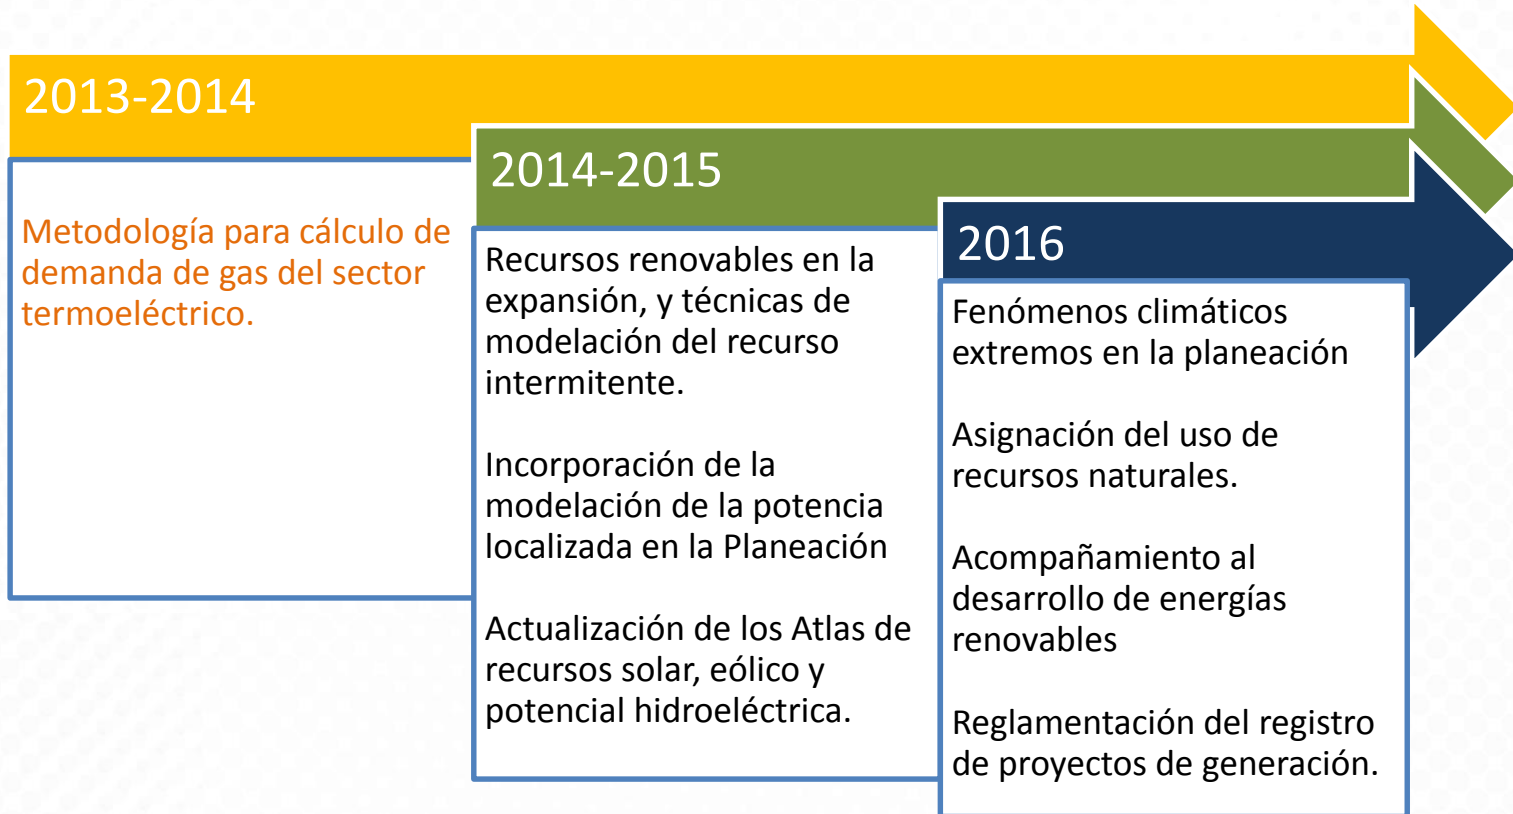 2013-2014
Metodología para cálculo de
demanda de gas del sector
termoeléctrico.
2014-2015
Recursos renovables en la
expansión, y técnicas de
modelación del recurso
intermitente.
Incorporación de la
modelación de la potencia
localizada en la Planeación
Actualización de los Atlas de
recursos solar, eólico y
potencial hidroeléctrica.
2016
Fenómenos climáticos
extremos en la planeación
Asignación del uso de
recursos naturales.
Acompañamiento al
desarrollo de energías
renovables
Reglamentación del registro
de proyectos de generación.